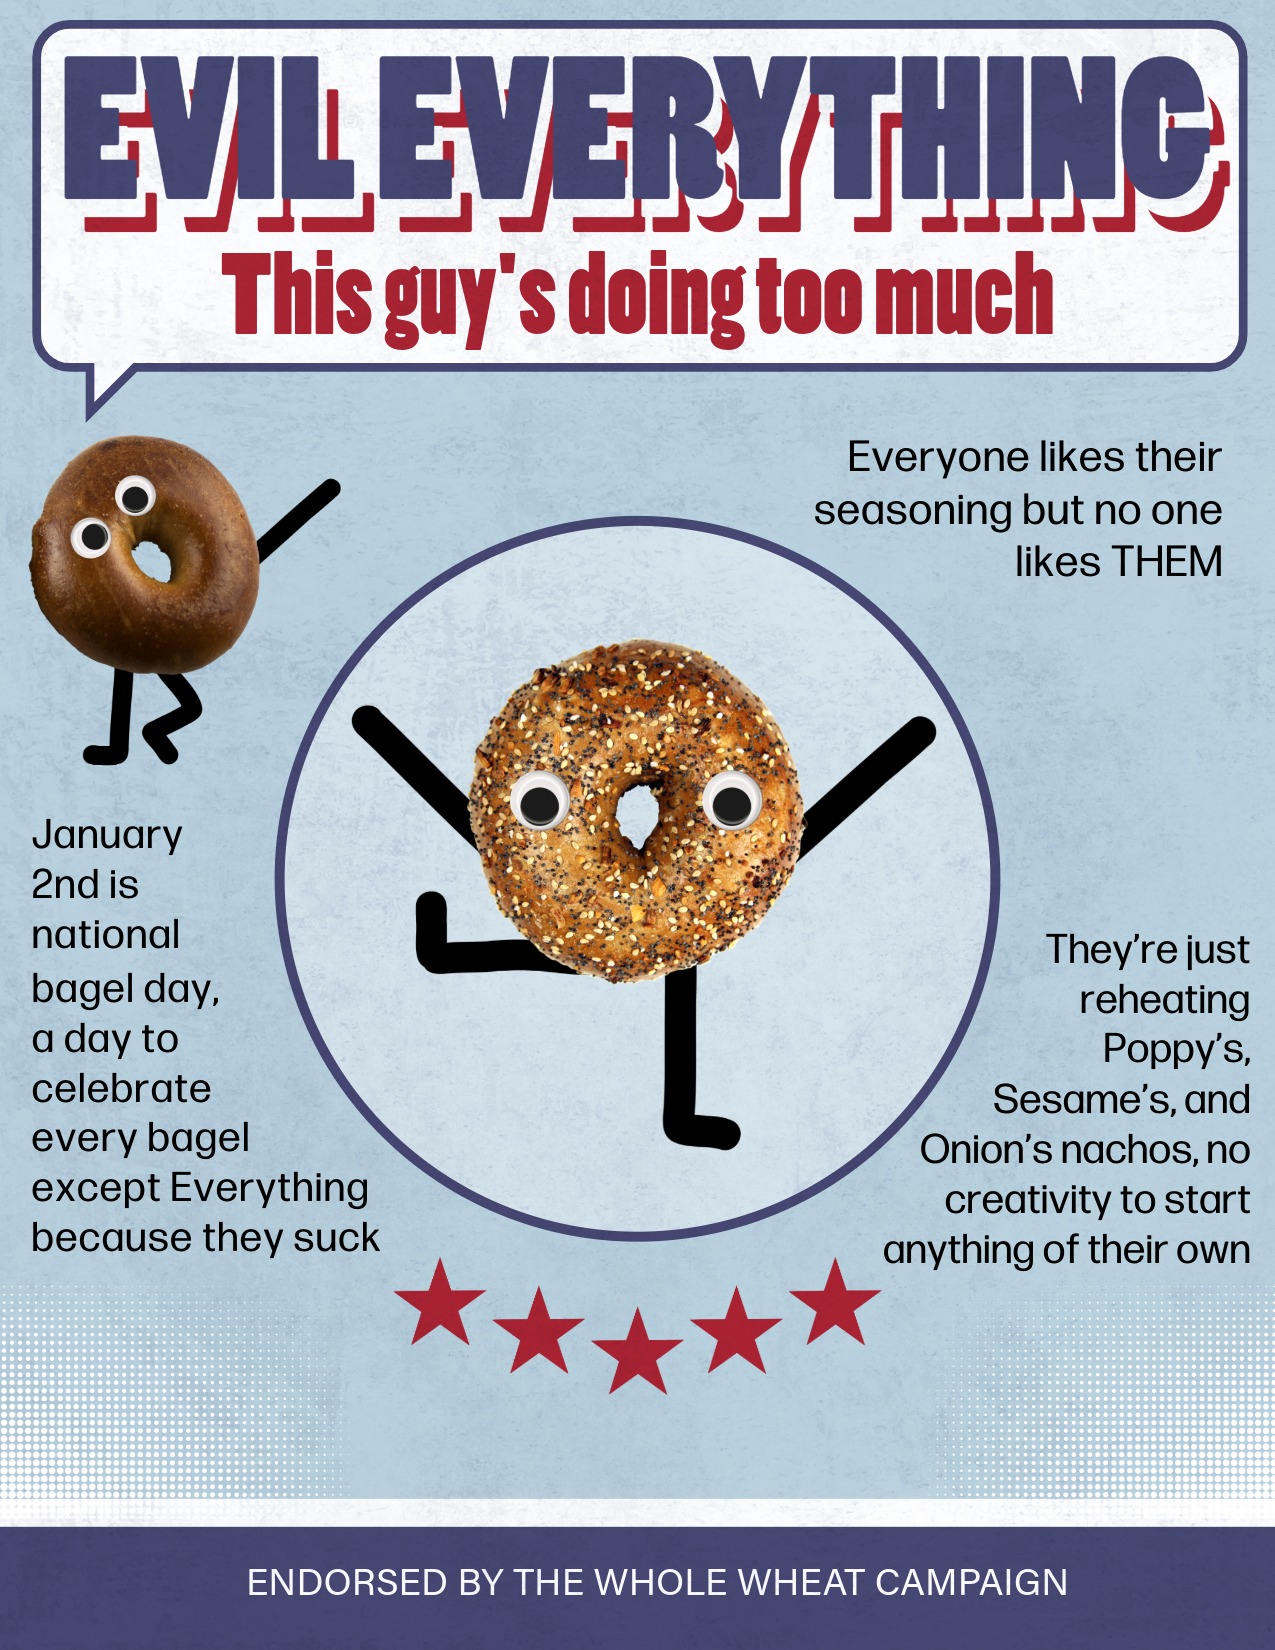 EVIL EVERYTHING
This guy's doing too much
Everyone likes their
seasoning but no one
likes THEM
January
2nd is
national
bagel day,
a day to
celebrate
every bagel
except Everything
because they suck
They’re just
reheating
Poppy’s,
Sesame’s, and
Onion’s nachos, no
creativity to start
anything of their own
ENDORSED BY THE WHOLE WHEAT CAMPAIGN